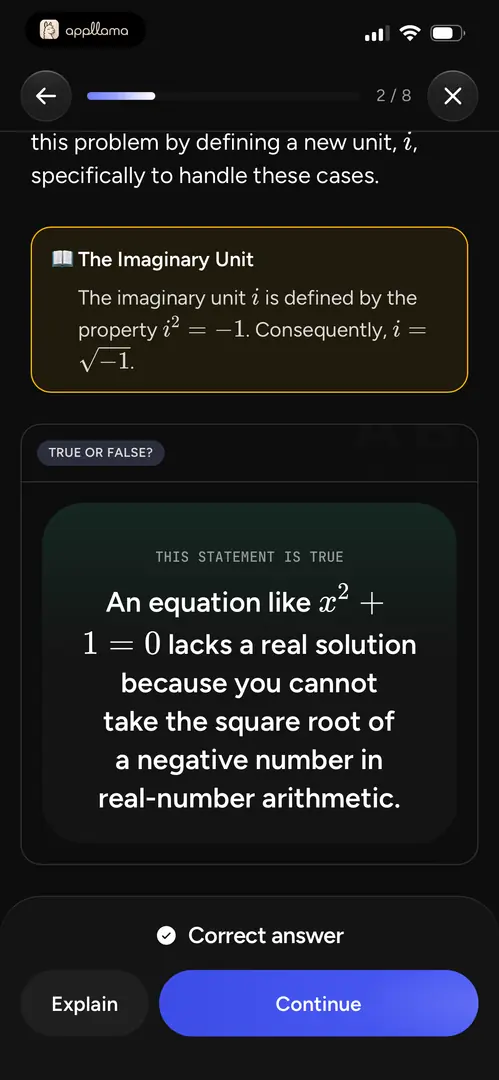 appllama
2 / 8
this problem by defining a new unit, i,
specifically to handle these cases.
📖 The Imaginary Unit
The imaginary unit i is defined by the
property i² = −1. Consequently, i =
√−1.
TRUE OR FALSE?
THIS STATEMENT IS TRUE
An equation like x² +
1 = 0 lacks a real solution
because you cannot
take the square root of
a negative number in
real-number arithmetic.
Correct answer
Explain
Continue